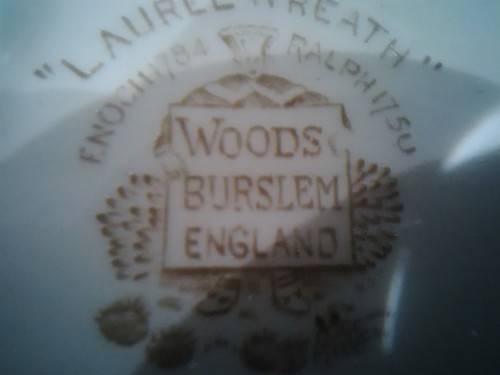 "LAUREL WREATH"
ENOCH 1784 RALPH 1750
WOODS
BURSLEM
ENGLAND